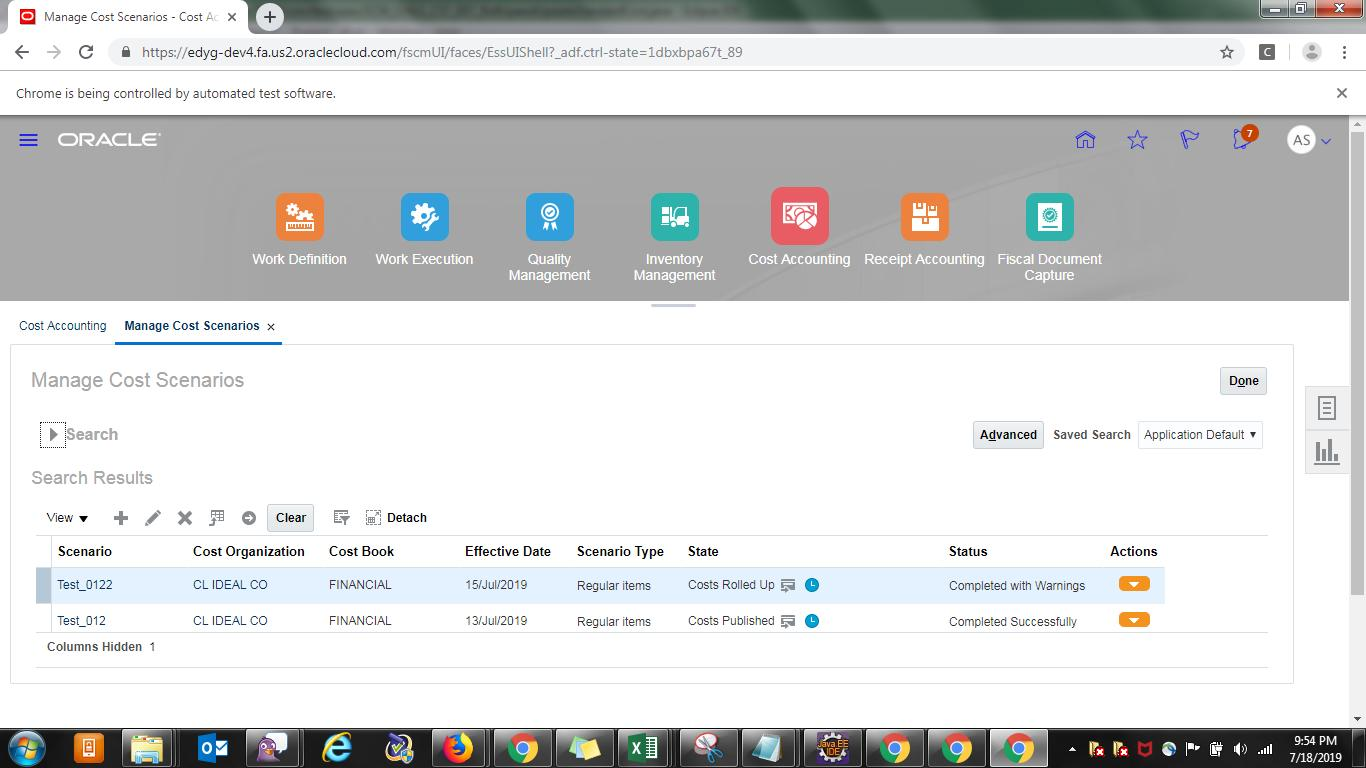 Manage Cost Scenarios - Cost Ac
https://edyg-dev4.fa.us2.oraclecloud.com/fscmUI/faces/EssUIShell?_adf.ctrl-state=1dbxbpa67t_89
C
Chrome is being controlled by automated test software.
ORACLE
7
AS
Work Definition
Work Execution
Quality
Management
Inventory
Management
Cost Accounting
Receipt Accounting
Fiscal Document
Capture
Cost Accounting Manage Cost Scenarios
Manage Cost Scenarios
Done
Search
Advanced Saved Search Application Default
Search Results
View Clear Detach
Scenario Cost Organization Cost Book Effective Date Scenario Type State Status Actions
Test_0122 CL IDEAL CO FINANCIAL 15/Jul/2019 Regular items Costs Rolled Up Completed with Warnings
Test_012 CL IDEAL CO FINANCIAL 13/Jul/2019 Regular items Costs Published Completed Successfully
Columns Hidden 1
Java EE
IDE
9:54 PM
7/18/2019